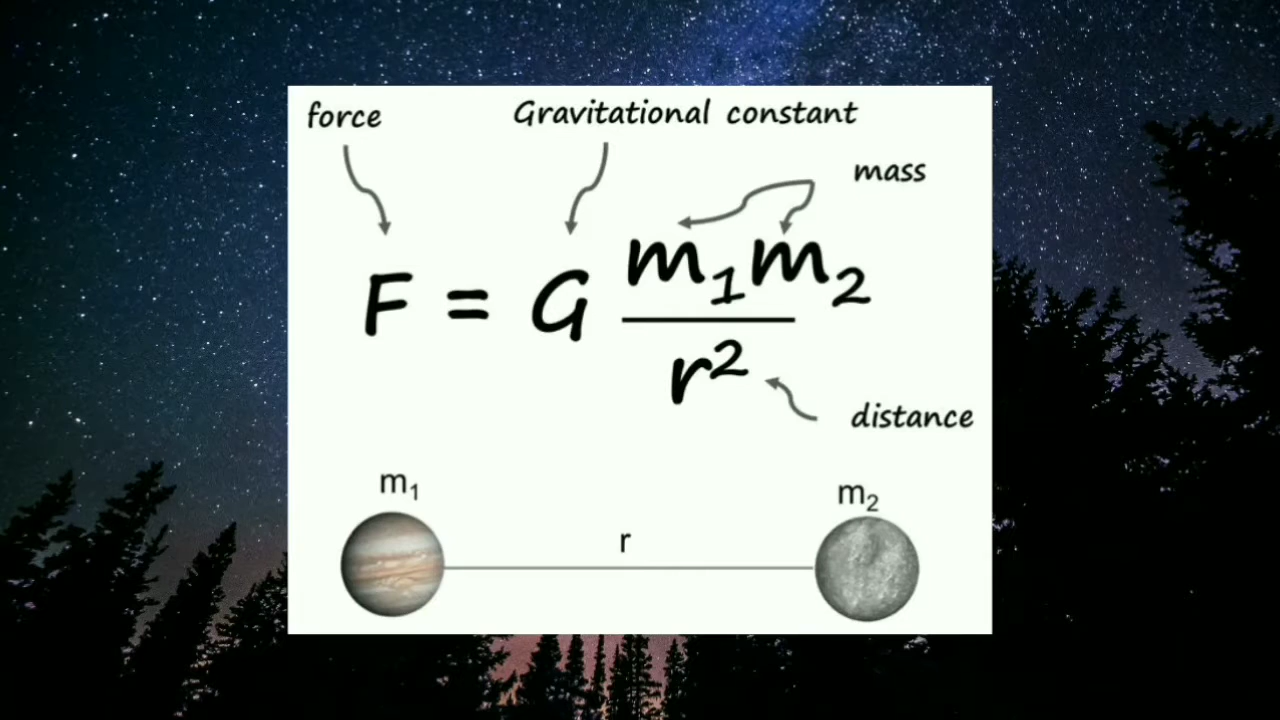 force
Gravitational constant
mass
F = G m₁m₂
r²
distance
m₁
m₂
r